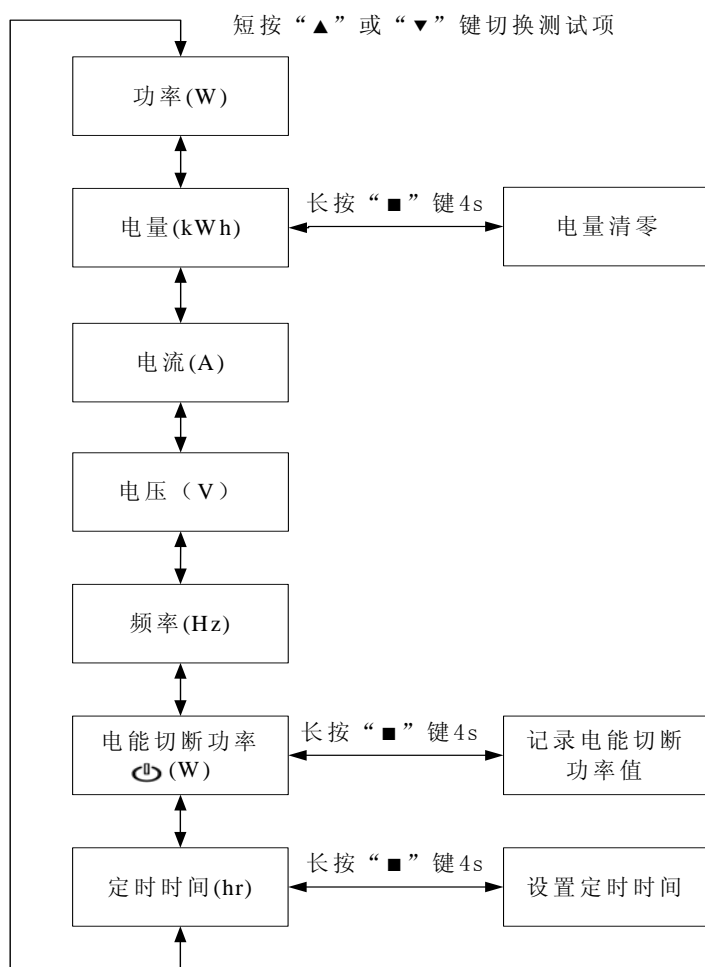 短按“▲”或“▼”键切换测试项
功率(W)
电量(kWh)
长按“■”键4s
电量清零
电流(A)
电压（V）
频率(Hz)
电能切断功率
(W)
长按“■”键4s
记录电能切断
功率值
定时时间(hr)
长按“■”键4s
设置定时时间